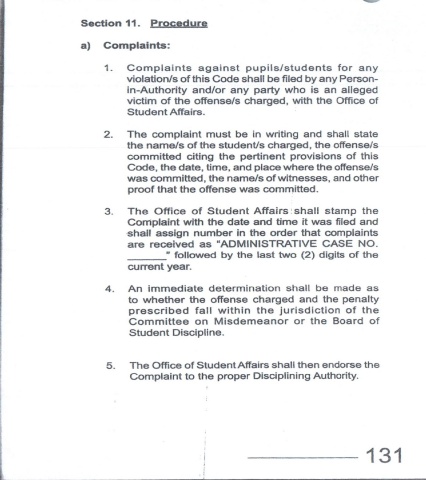 Section 11. Procedure
a) Complaints:
1. Complaints against pupils/students for any
violation/s of this Code shall be filed by any Person-
in-Authority and/or any party who is an alleged
victim of the offense/s charged, with the Office of
Student Affairs.
2. The complaint must be in writing and shall state
the name/s of the student/s charged, the offense/s
committed citing the pertinent provisions of this
Code, the date, time, and place where the offense/s
was committed, the name/s of witnesses, and other
proof that the offense was committed.
3. The Office of Student Affairs shall stamp the
Complaint with the date and time it was filed and
shall assign number in the order that complaints
are received as "ADMINISTRATIVE CASE NO.
______" followed by the last two (2) digits of the
current year.
4. An immediate determination shall be made as
to whether the offense charged and the penalty
prescribed fall within the jurisdiction of the
Committee on Misdemeanor or the Board of
Student Discipline.
5. The Office of Student Affairs shall then endorse the
Complaint to the proper Disciplining Authority.
131